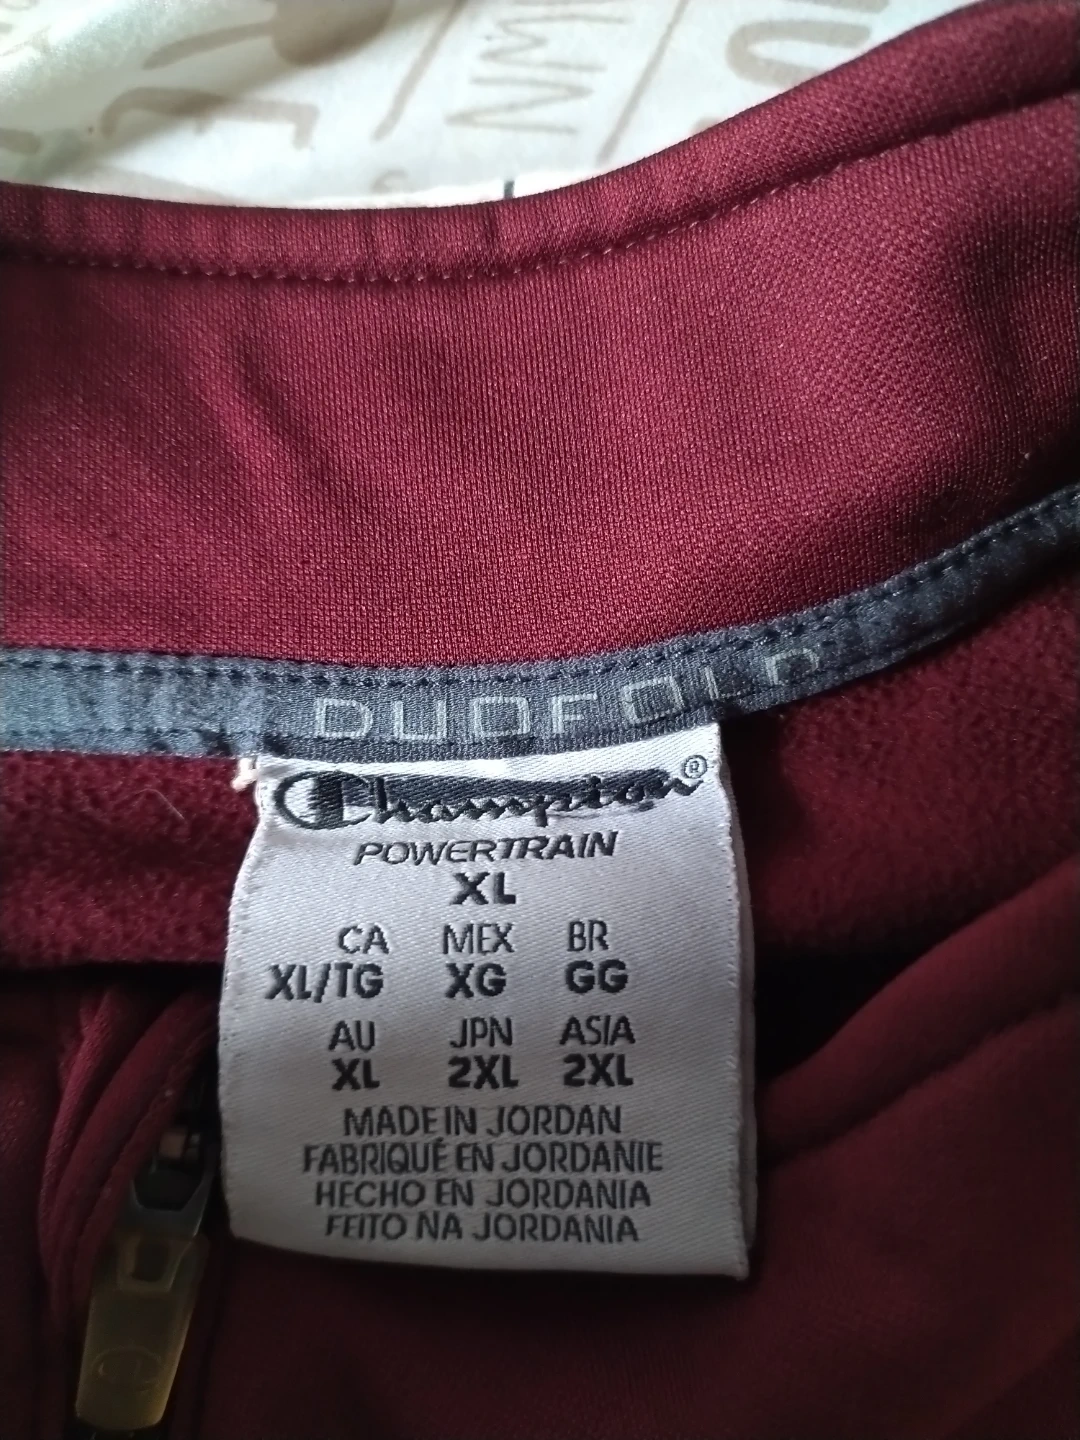 DUOFOLD
Champion®
POWERTRAIN
XL
CA MEX BR
XL/TG XG GG
AU JPN ASIA
XL 2XL 2XL
MADE IN JORDAN
FABRIQUÉ EN JORDANIE
HECHO EN JORDANIA
FEITO NA JORDANIA